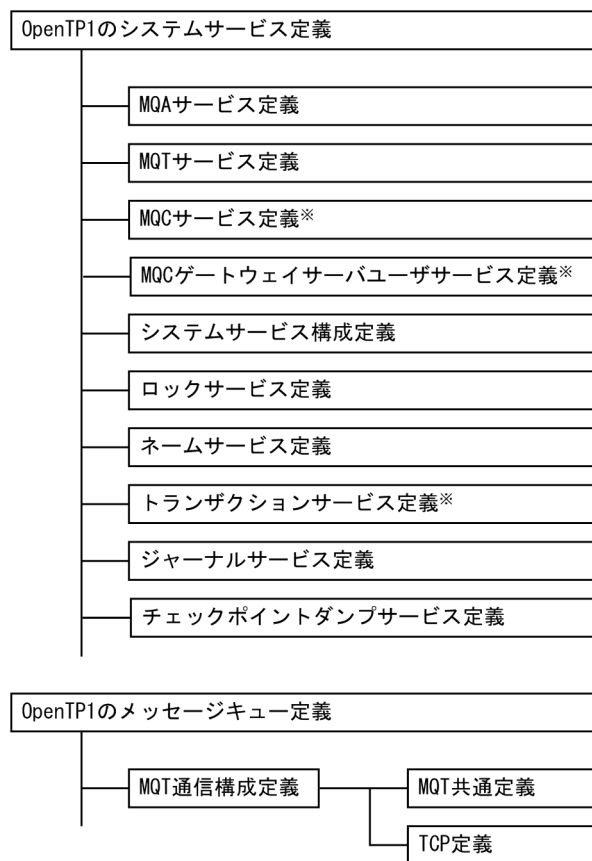 OpenTP1のシステムサービス定義
MQAサービス定義
MQTサービス定義
MQCサービス定義※
MQCゲートウェイサーバユーザサービス定義※
システムサービス構成定義
ロックサービス定義
ネームサービス定義
トランザクションサービス定義※
ジャーナルサービス定義
チェックポイントダンプサービス定義
OpenTP1のメッセージキュー定義
MQT通信構成定義
MQT共通定義
TCP定義